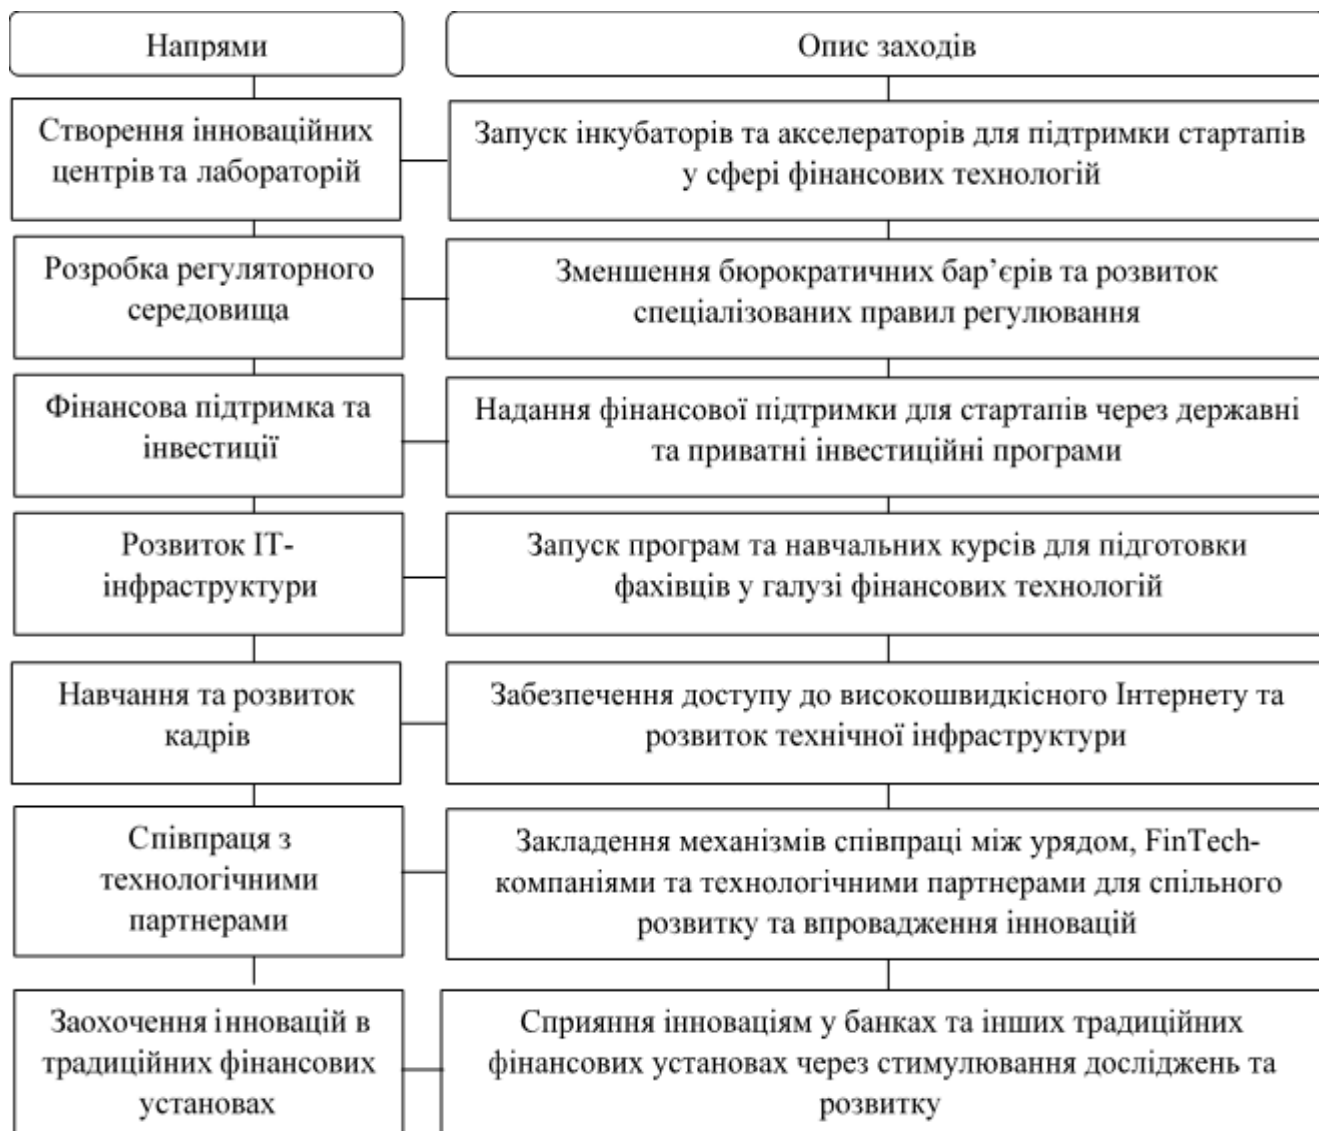 Напрями
Опис заходів
Створення інноваційних
центрів та лабораторій
Запуск інкубаторів та акселераторів для підтримки стартапів
у сфері фінансових технологій
Розробка регуляторного
середовища
Зменшення бюрократичних бар’єрів та розвиток
спеціалізованих правил регулювання
Фінансова підтримка та
інвестиції
Надання фінансової підтримки для стартапів через державні
та приватні інвестиційні програми
Розвиток ІТ-
інфраструктури
Запуск програм та навчальних курсів для підготовки
фахівців у галузі фінансових технологій
Навчання та розвиток
кадрів
Забезпечення доступу до високошвидкісного Інтернету та
розвиток технічної інфраструктури
Співпраця з
технологічними
партнерами
Закладення механізмів співпраці між урядом, FinTech-
компаніями та технологічними партнерами для спільного
розвитку та впровадження інновацій
Заохочення інновацій в
традиційних фінансових
установах
Сприяння інноваціям у банках та інших традиційних
фінансових установах через стимулювання досліджень та
розвитку